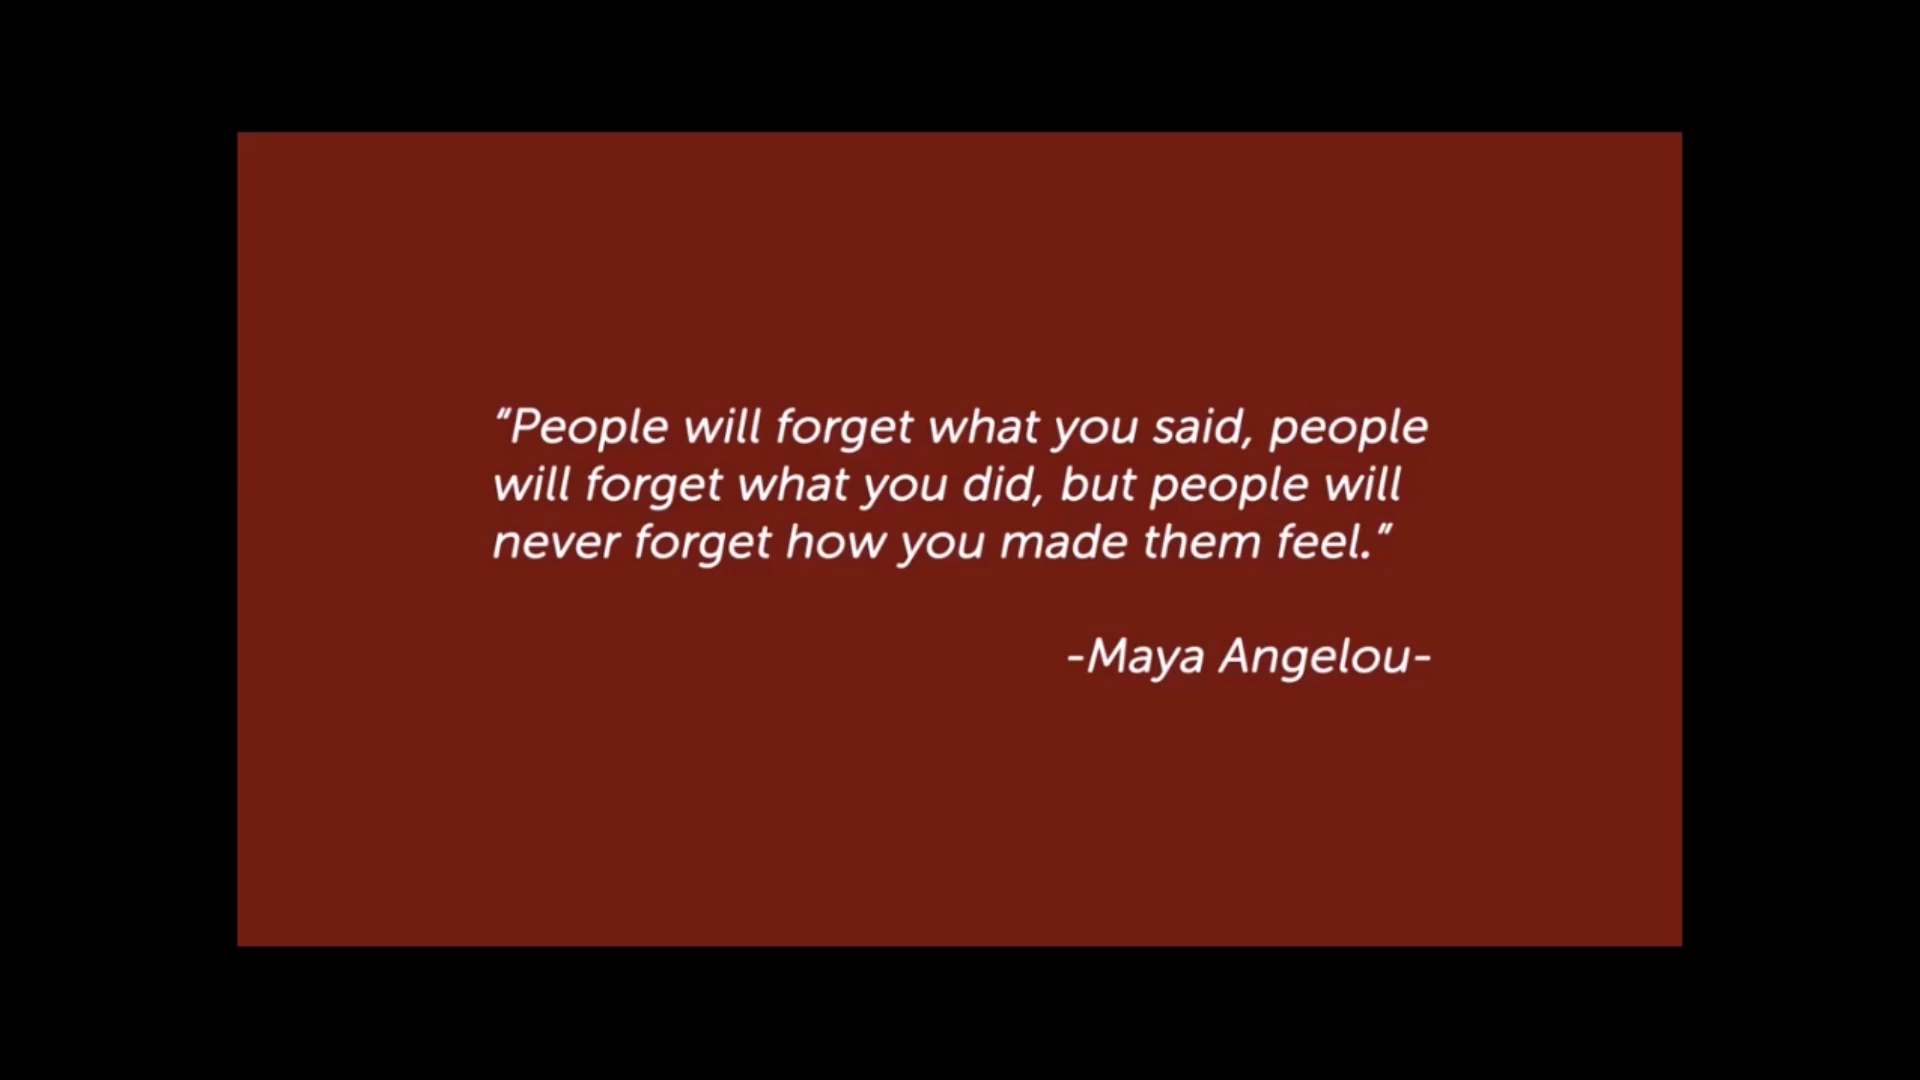 “People will forget what you said, people
will forget what you did, but people will
never forget how you made them feel.”
-Maya Angelou-